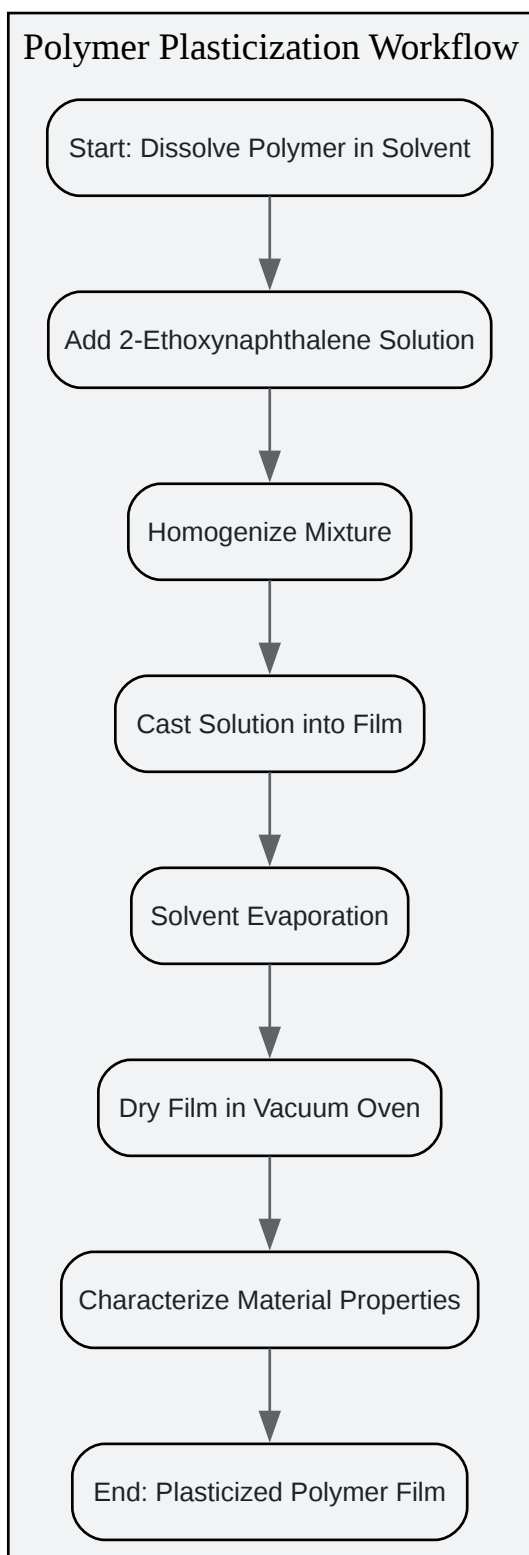 Polymer Plasticization Workflow
Start: Dissolve Polymer in Solvent
Add 2-Ethoxynaphthalene Solution
Homogenize Mixture
Cast Solution into Film
Solvent Evaporation
Dry Film in Vacuum Oven
Characterize Material Properties
End: Plasticized Polymer Film